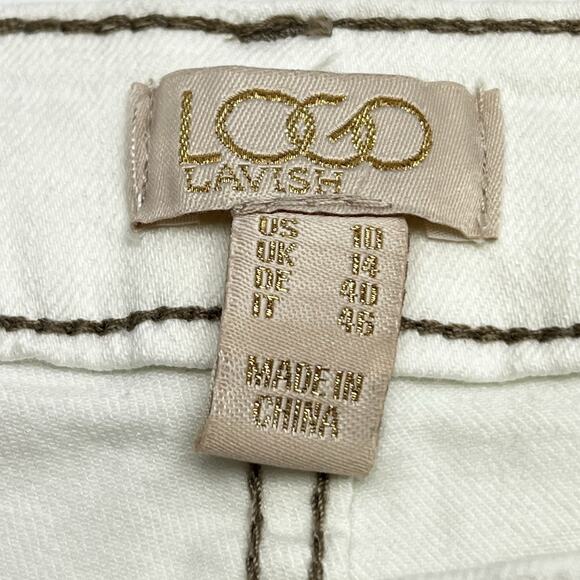 LOGO
LAVISH
US 10
UK 14
DE 40
IT 46
MADE IN
CHINA